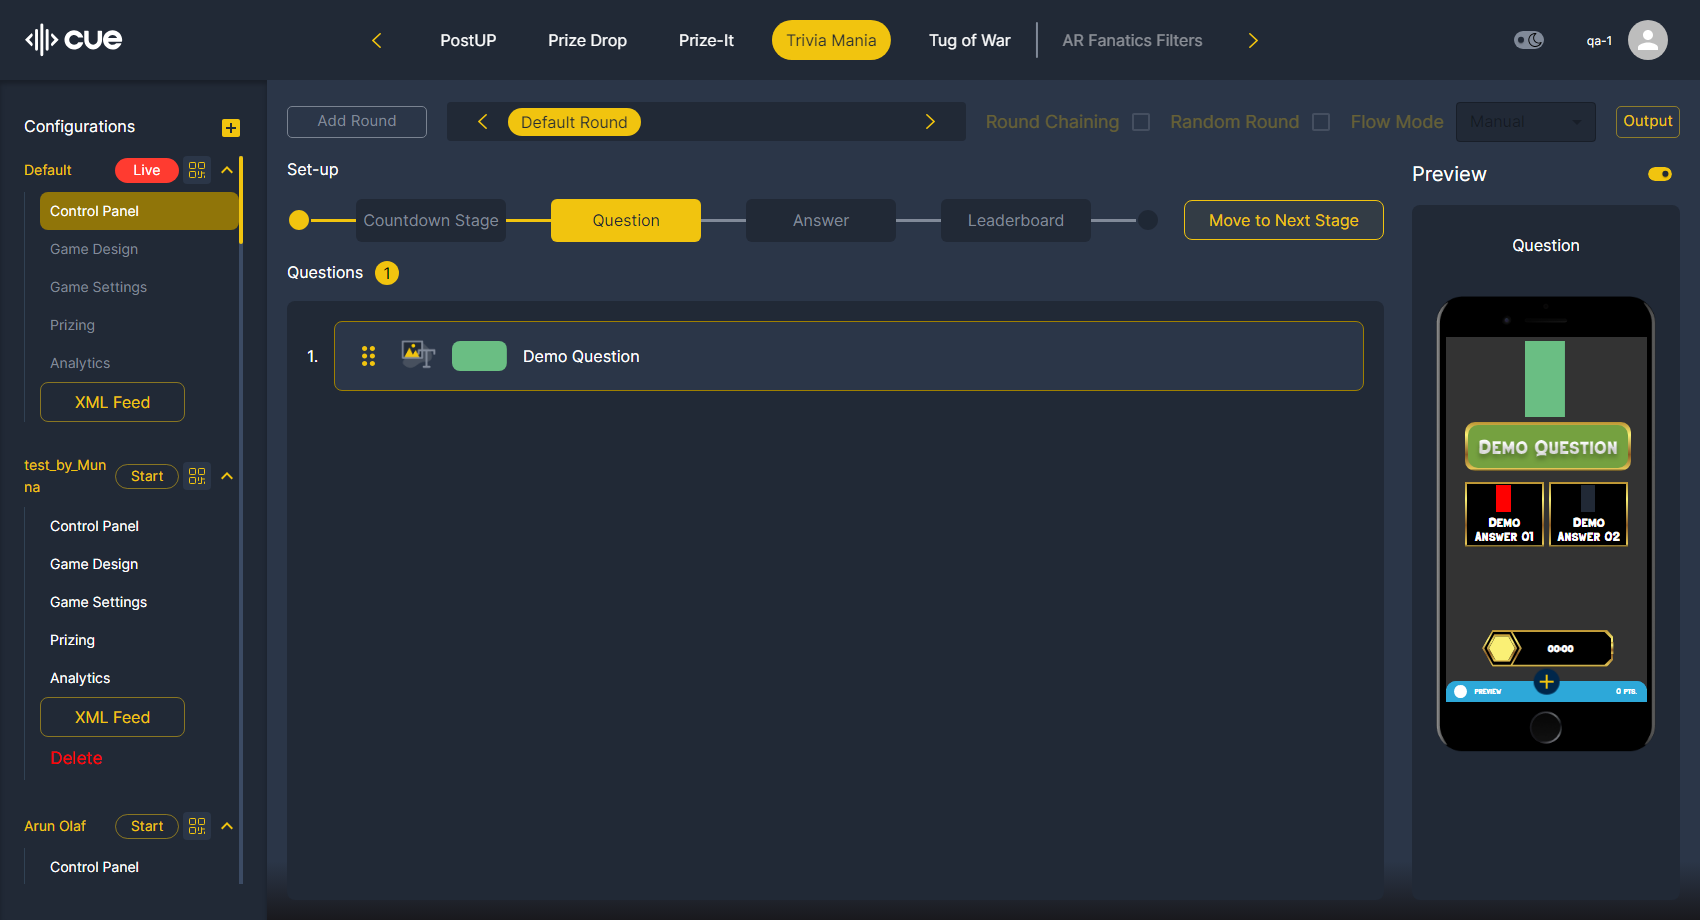 cue
PostUP
Prize Drop
Prize-It
Trivia Mania
Tug of War
AR Fanatics Filters
qa-1
Configurations
Default
Live
Control Panel
Game Design
Game Settings
Prizing
Analytics
XML Feed
test_by_Mun
na
Start
Control Panel
Game Design
Game Settings
Prizing
Analytics
XML Feed
Delete
Arun Olaf
Start
Control Panel
Add Round
Default Round
Round Chaining
Random Round
Flow Mode
Manual
Output
Set-up
Countdown Stage
Question
Answer
Leaderboard
Move to Next Stage
Questions 1
1.
Demo Question
Preview
Question
Demo Question
Demo
Answer 01
Demo
Answer 02
00:00
PREVIEW
0 PTS.